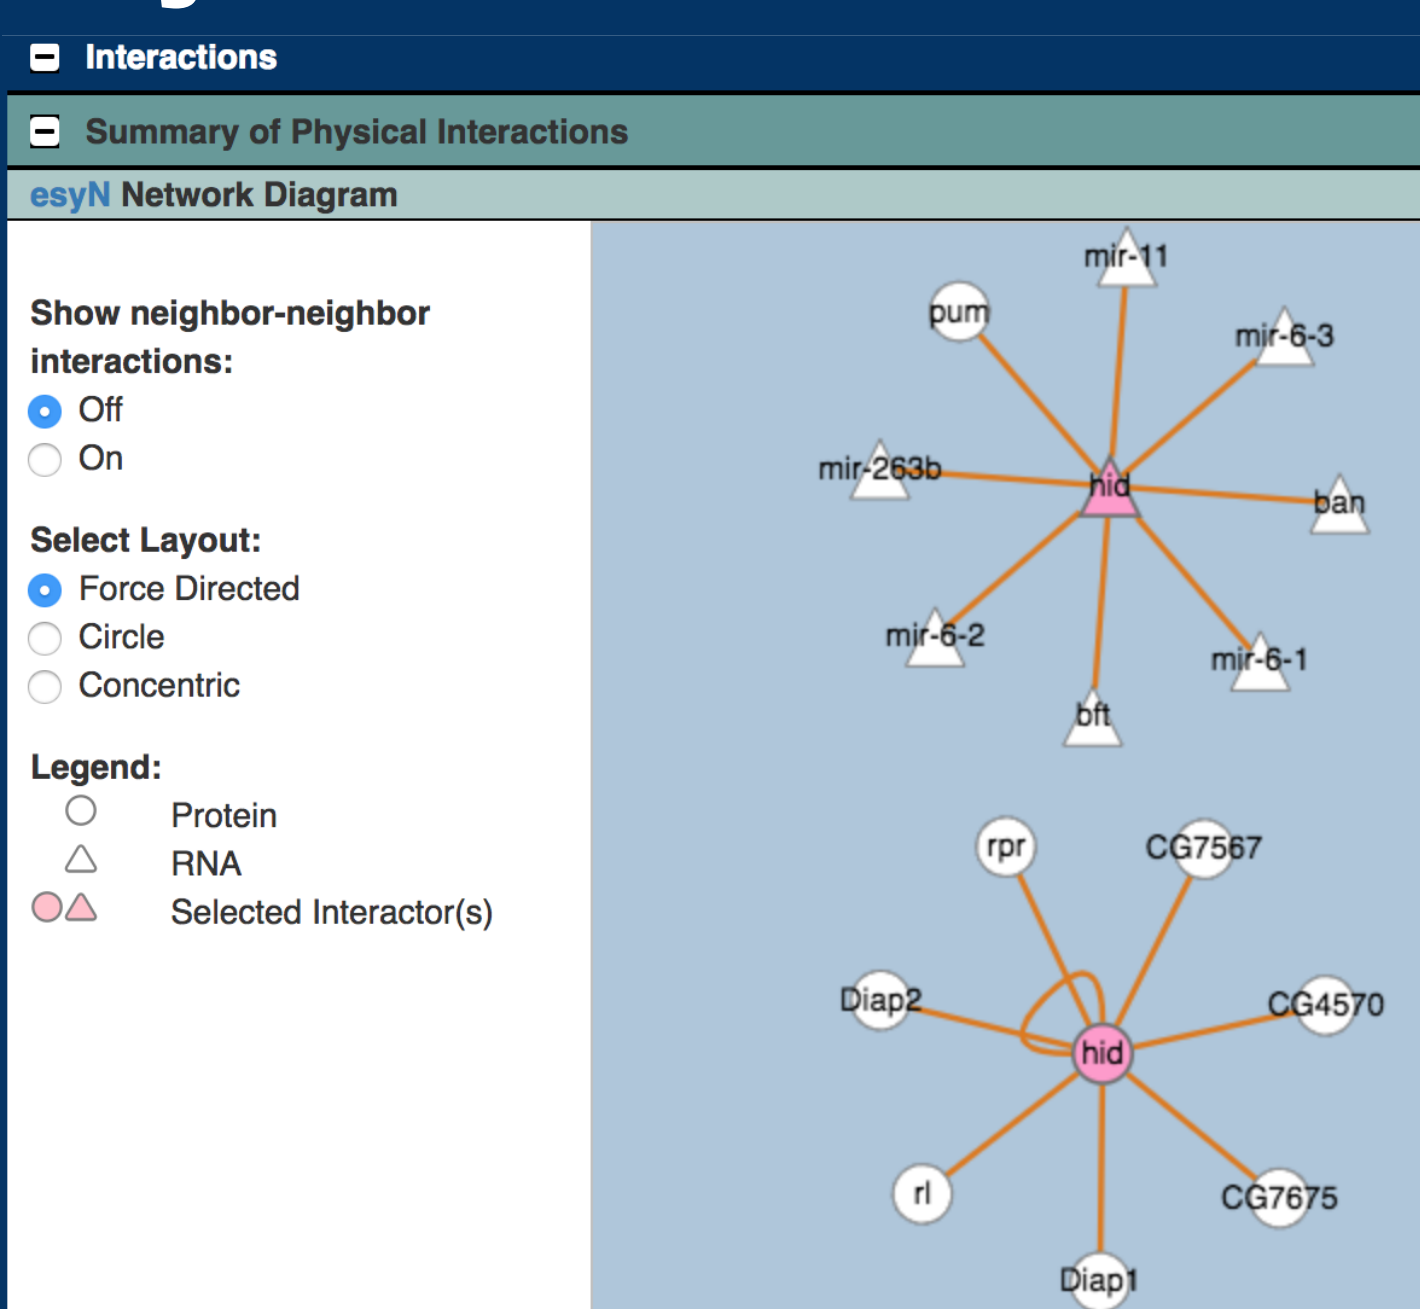 Interactions
Summary of Physical Interactions
esyN Network Diagram
Show neighbor-neighbor
interactions:
Off
On
Select Layout:
Force Directed
Circle
Concentric
Legend:
Protein
RNA
Selected Interactor(s)
mir-11
pum
mir-6-3
mir-263b
hid
ban
mir-6-2
mir-6-1
bft
rpr
CG7567
Diap2
CG4570
hid
rl
CG7675
Diap1